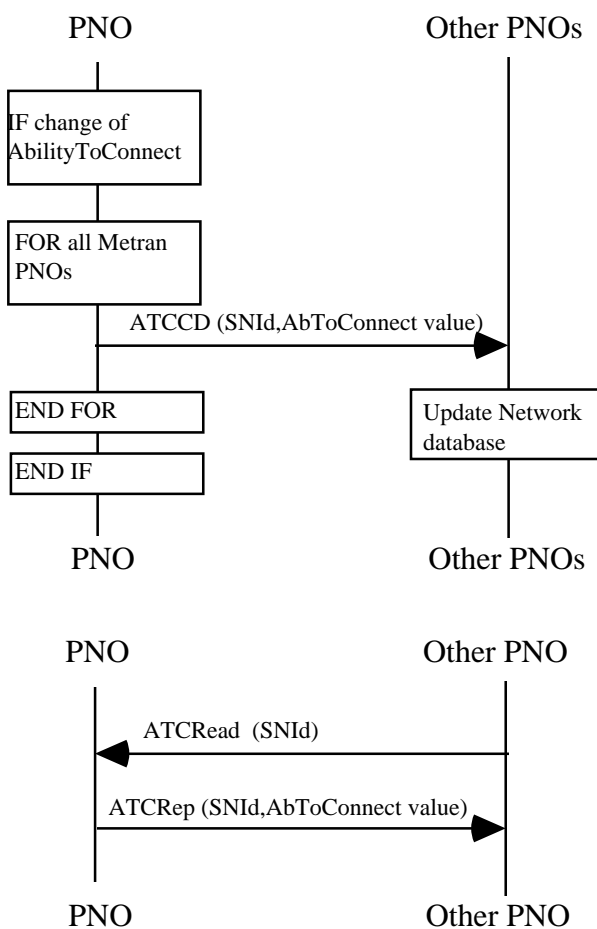 PNO
Other PNOs
IF change of
AbilityToConnect
FOR all Metran
PNOs
ATCCD (SNId,AbToConnect value)
END FOR
Update Network
database
END IF
PNO
Other PNOs
PNO
Other PNO
ATCRead (SNId)
ATCRep (SNId,AbToConnect value)
PNO
Other PNO